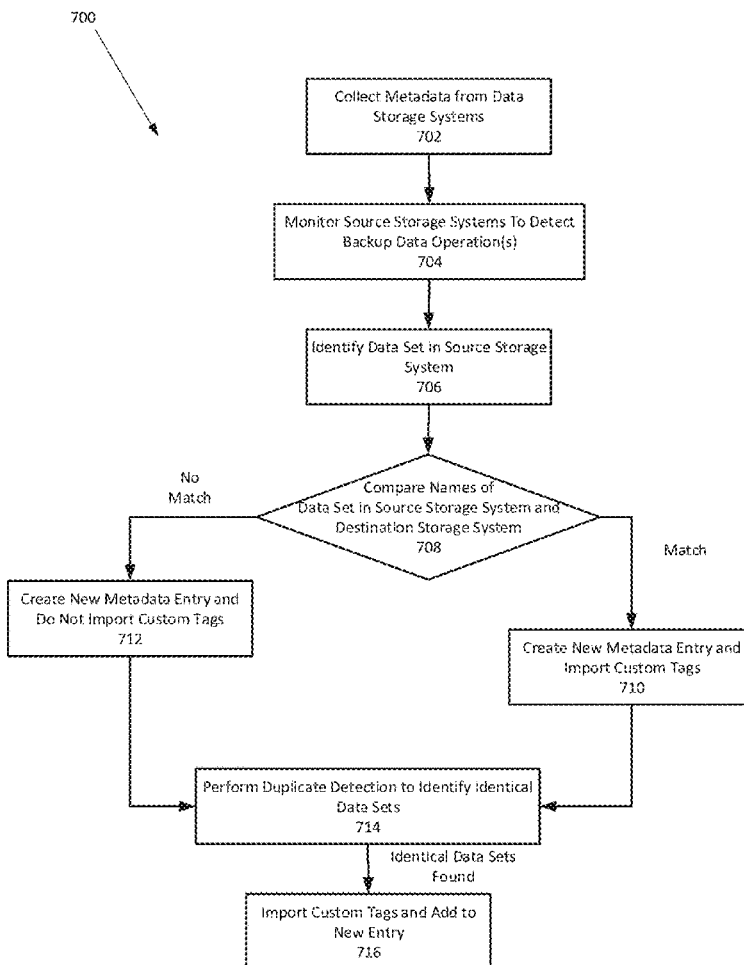 700
Collect Metadata from Data
Storage Systems
702
Monitor Source Storage Systems To Detect
Backup Data Operation(s)
704
Identify Data Set in Source Storage
System
706
No
Match
Compare Names of
Data Set in Source Storage System and
Destination Storage System
708
Match
Create New Metadata Entry and
Do Not Import Custom Tags
712
Create New Metadata Entry and
Import Custom Tags
710
Perform Duplicate Detection to Identify Identical
Data Sets
714
Identical Data Sets
Found
Import Custom Tags and Add to
New Entry
716